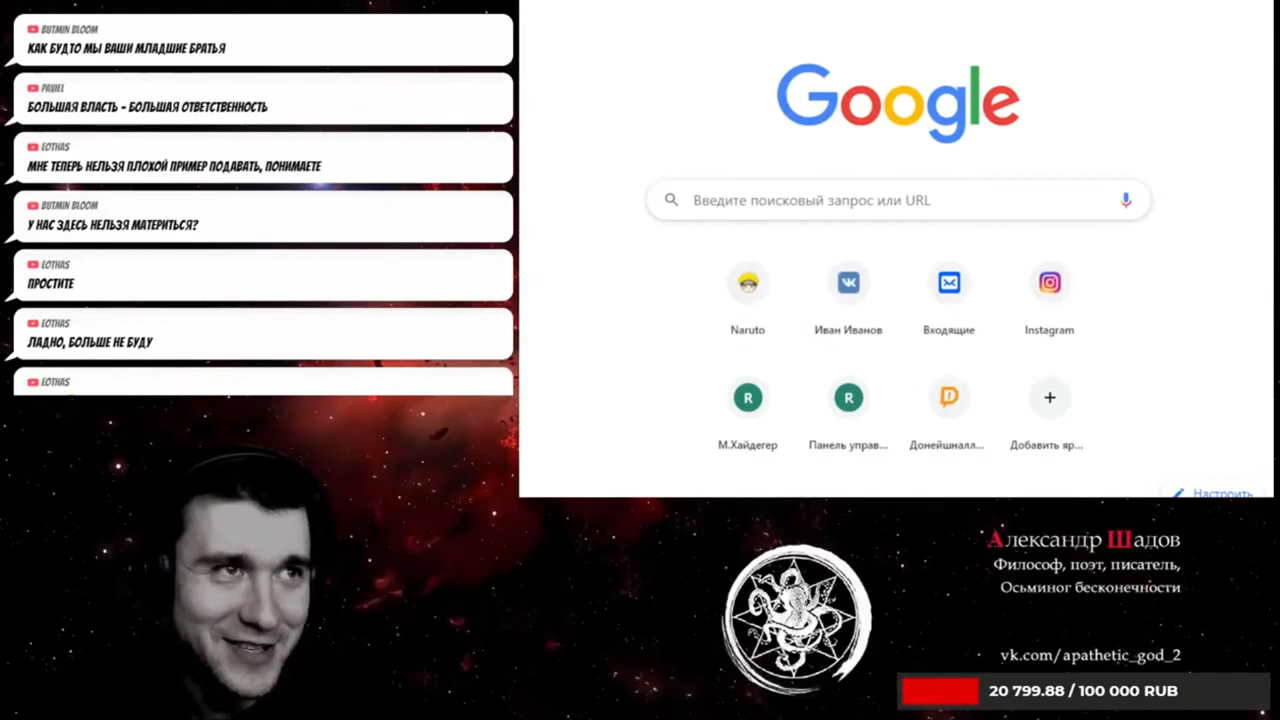 BUTMIN BLOOM
КАК БУДТО МЫ ВАШИ МЛАДШИЕ БРАТЬЯ
PAVIEL
БОЛЬШАЯ ВЛАСТЬ - БОЛЬШАЯ ОТВЕТСТВЕННОСТЬ
EOTHAS
МНЕ ТЕПЕРЬ НЕЛЬЗЯ ПЛОХОЙ ПРИМЕР ПОДАВАТЬ, ПОНИМАЕТЕ
BUTMIN BLOOM
У НАС ЗДЕСЬ НЕЛЬЗЯ МАТЕРИТЬСЯ?
EOTHAS
ПРОСТИТЕ
EOTHAS
ЛАДНО, БОЛЬШЕ НЕ БУДУ
EOTHAS
Google
Введите поисковый запрос или URL
Naruto
Иван Иванов
Входящие
Instagram
R
R
М.Хайдегер
Панель управ...
Донейшналл...
Добавить яр...
Настроить
Александр Шадов
Философ, поэт, писатель,
Осьминог бесконечности
vk.com/apathetic_god_2
20 799.88 / 100 000 RUB